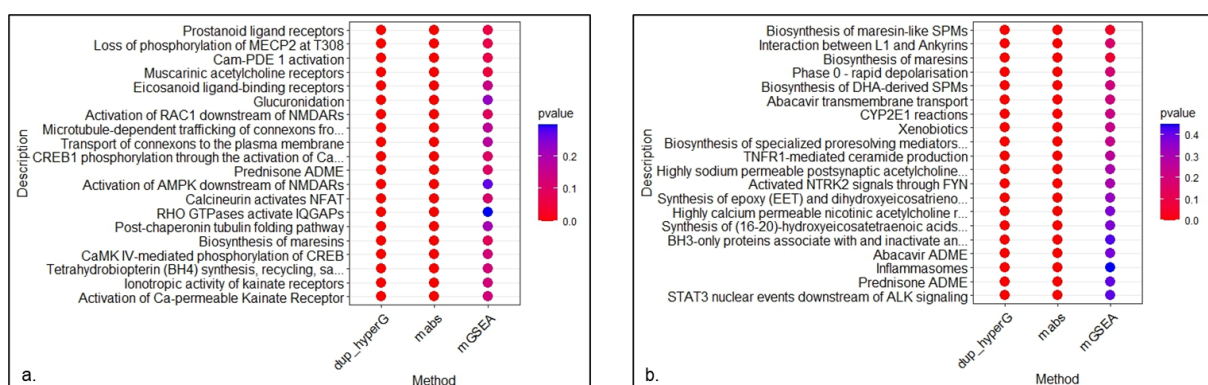 Prostanoid ligand receptors
Loss of phosphorylation of MECP2 at T308
Cam-PDE 1 activation
Muscarinic acetylcholine receptors
Eicosanoid ligand-binding receptors
Glucuronidation
Activation of RAC1 downstream of NMDARs
Microtubule-dependent trafficking of connexons fro...
Transport of connexons to the plasma membrane
CREB1 phosphorylation through the activation of Ca...
Prednisone ADME
Activation of AMPK downstream of NMDARs
Calcineurin activates NFAT
RHO GTPases activate IQGAPs
Post-chaperonin tubulin folding pathway
Biosynthesis of maresins
CaMK IV-mediated phosphorylation of CREB
Tetrahydrobiopterin (BH4) synthesis, recycling, sa...
Ionotropic activity of kainate receptors
Activation of Ca-permeable Kainate Receptor
Description
dup_hyperG
mabs
mGSEA
Method
pvalue
0.2
0.1
0.0
a.
Biosynthesis of maresin-like SPMs
Interaction between L1 and Ankyrins
Biosynthesis of maresins
Phase 0 - rapid depolarisation
Biosynthesis of DHA-derived SPMs
Abacavir transmembrane transport
CYP2E1 reactions
Xenobiotics
Biosynthesis of specialized proresolving mediators...
TNFR1-mediated ceramide production
Highly sodium permeable postsynaptic acetylcholine...
Activated NTRK2 signals through FYN
Synthesis of epoxy (EET) and dihydroxyeicosatrieno...
Highly calcium permeable nicotinic acetylcholine r...
Synthesis of (16-20)-hydroxyeicosatetraenoic acids...
BH3-only proteins associate with and inactivate an...
Abacavir ADME
Inflammasomes
Prednisone ADME
STAT3 nuclear events downstream of ALK signaling
Description
dup_hyperG
mabs
mGSEA
Method
pvalue
0.4
0.3
0.2
0.1
0.0
b.